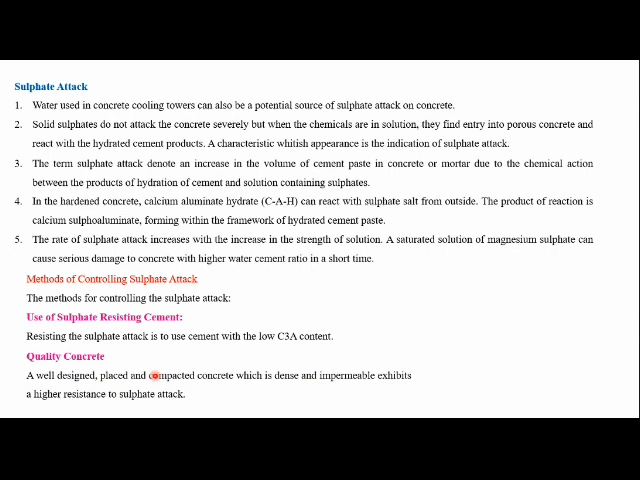 Sulphate Attack
1. Water used in concrete cooling towers can also be a potential source of sulphate attack on concrete.
2. Solid sulphates do not attack the concrete severely but when the chemicals are in solution, they find entry into porous concrete and
react with the hydrated cement products. A characteristic whitish appearance is the indication of sulphate attack.
3. The term sulphate attack denote an increase in the volume of cement paste in concrete or mortar due to the chemical action
between the products of hydration of cement and solution containing sulphates.
4. In the hardened concrete, calcium aluminate hydrate (C-A-H) can react with sulphate salt from outside. The product of reaction is
calcium sulphoaluminate, forming within the framework of hydrated cement paste.
5. The rate of sulphate attack increases with the increase in the strength of solution. A saturated solution of magnesium sulphate can
cause serious damage to concrete with higher water cement ratio in a short time.
Methods of Controlling Sulphate Attack
The methods for controlling the sulphate attack:
Use of Sulphate Resisting Cement:
Resisting the sulphate attack is to use cement with the low C3A content.
Quality Concrete
A well designed, placed and compacted concrete which is dense and impermeable exhibits
a higher resistance to sulphate attack.